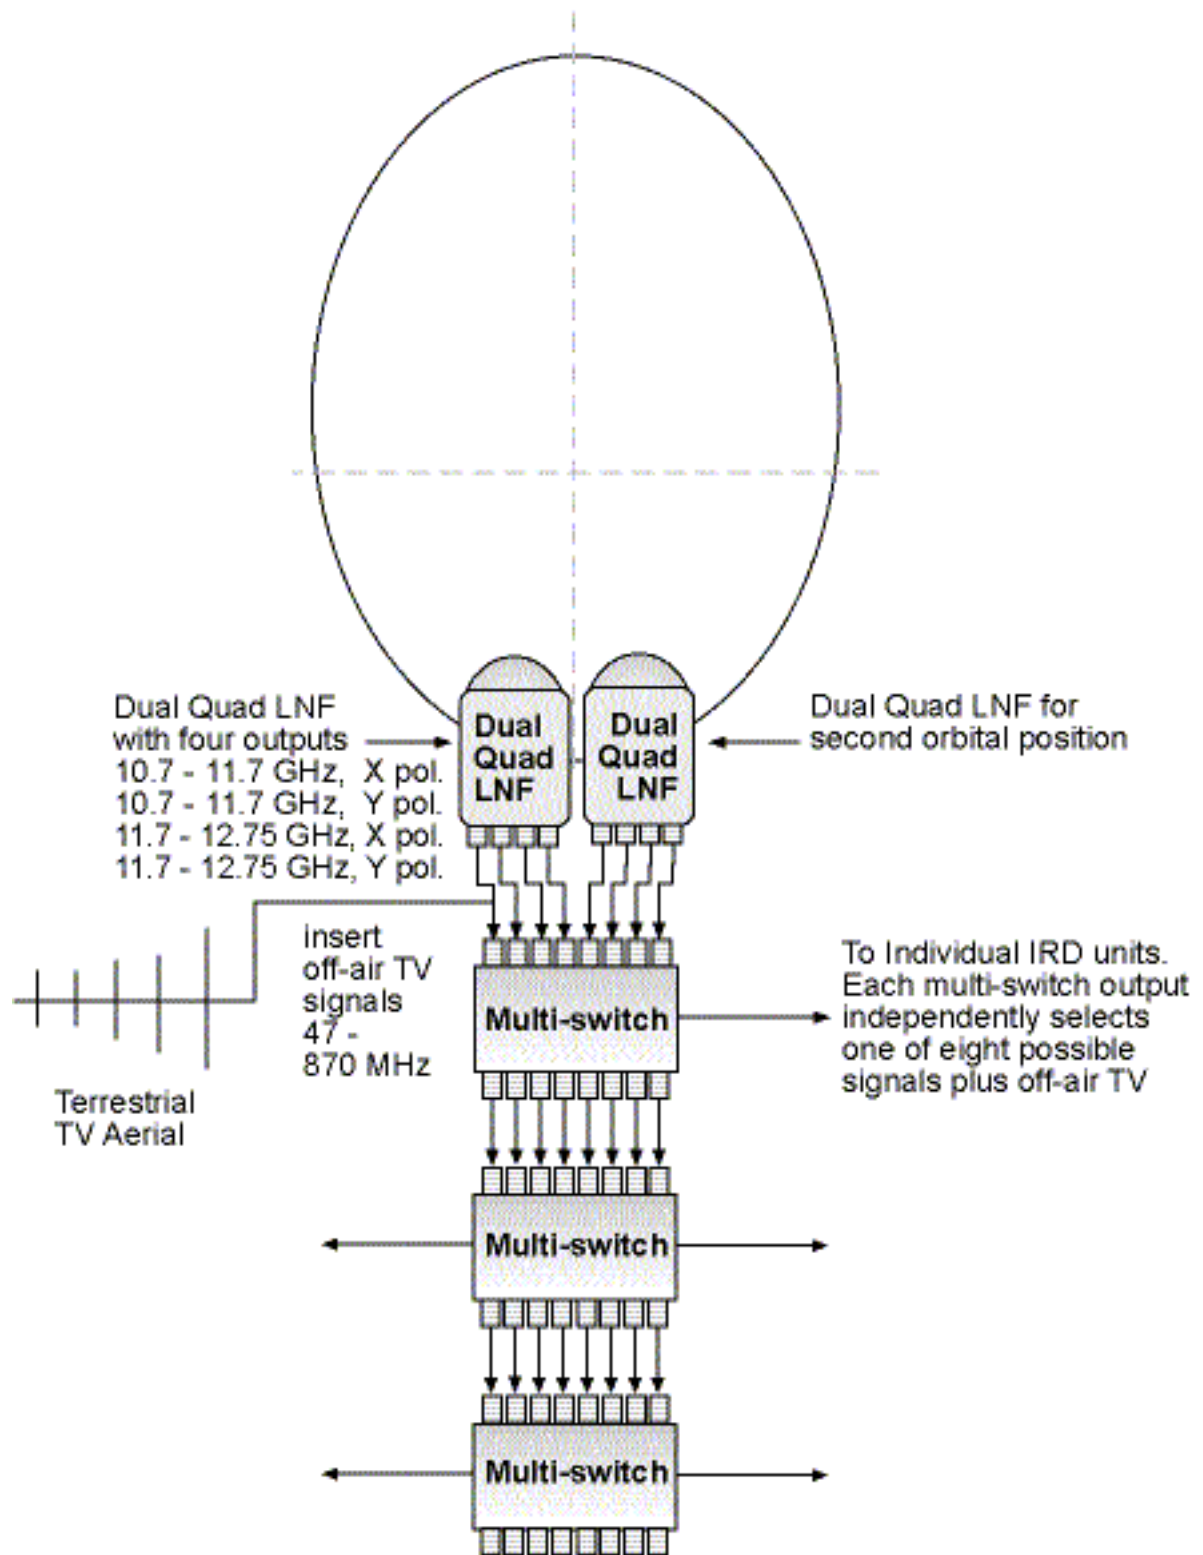 Dual Quad LNF
with four outputs
10.7 - 11.7 GHz, X pol.
10.7 - 11.7 GHz, Y pol.
11.7 - 12.75 GHz, X pol.
11.7 - 12.75 GHz, Y pol.
Dual
Quad
LNF
Dual
Quad
LNF
Dual Quad LNF for
second orbital position
insert
off-air TV
signals
47 -
870 MHz
Terrestrial
TV Aerial
Multi-switch
To Individual IRD units.
Each multi-switch output
independently selects
one of eight possible
signals plus off-air TV
Multi-switch
Multi-switch